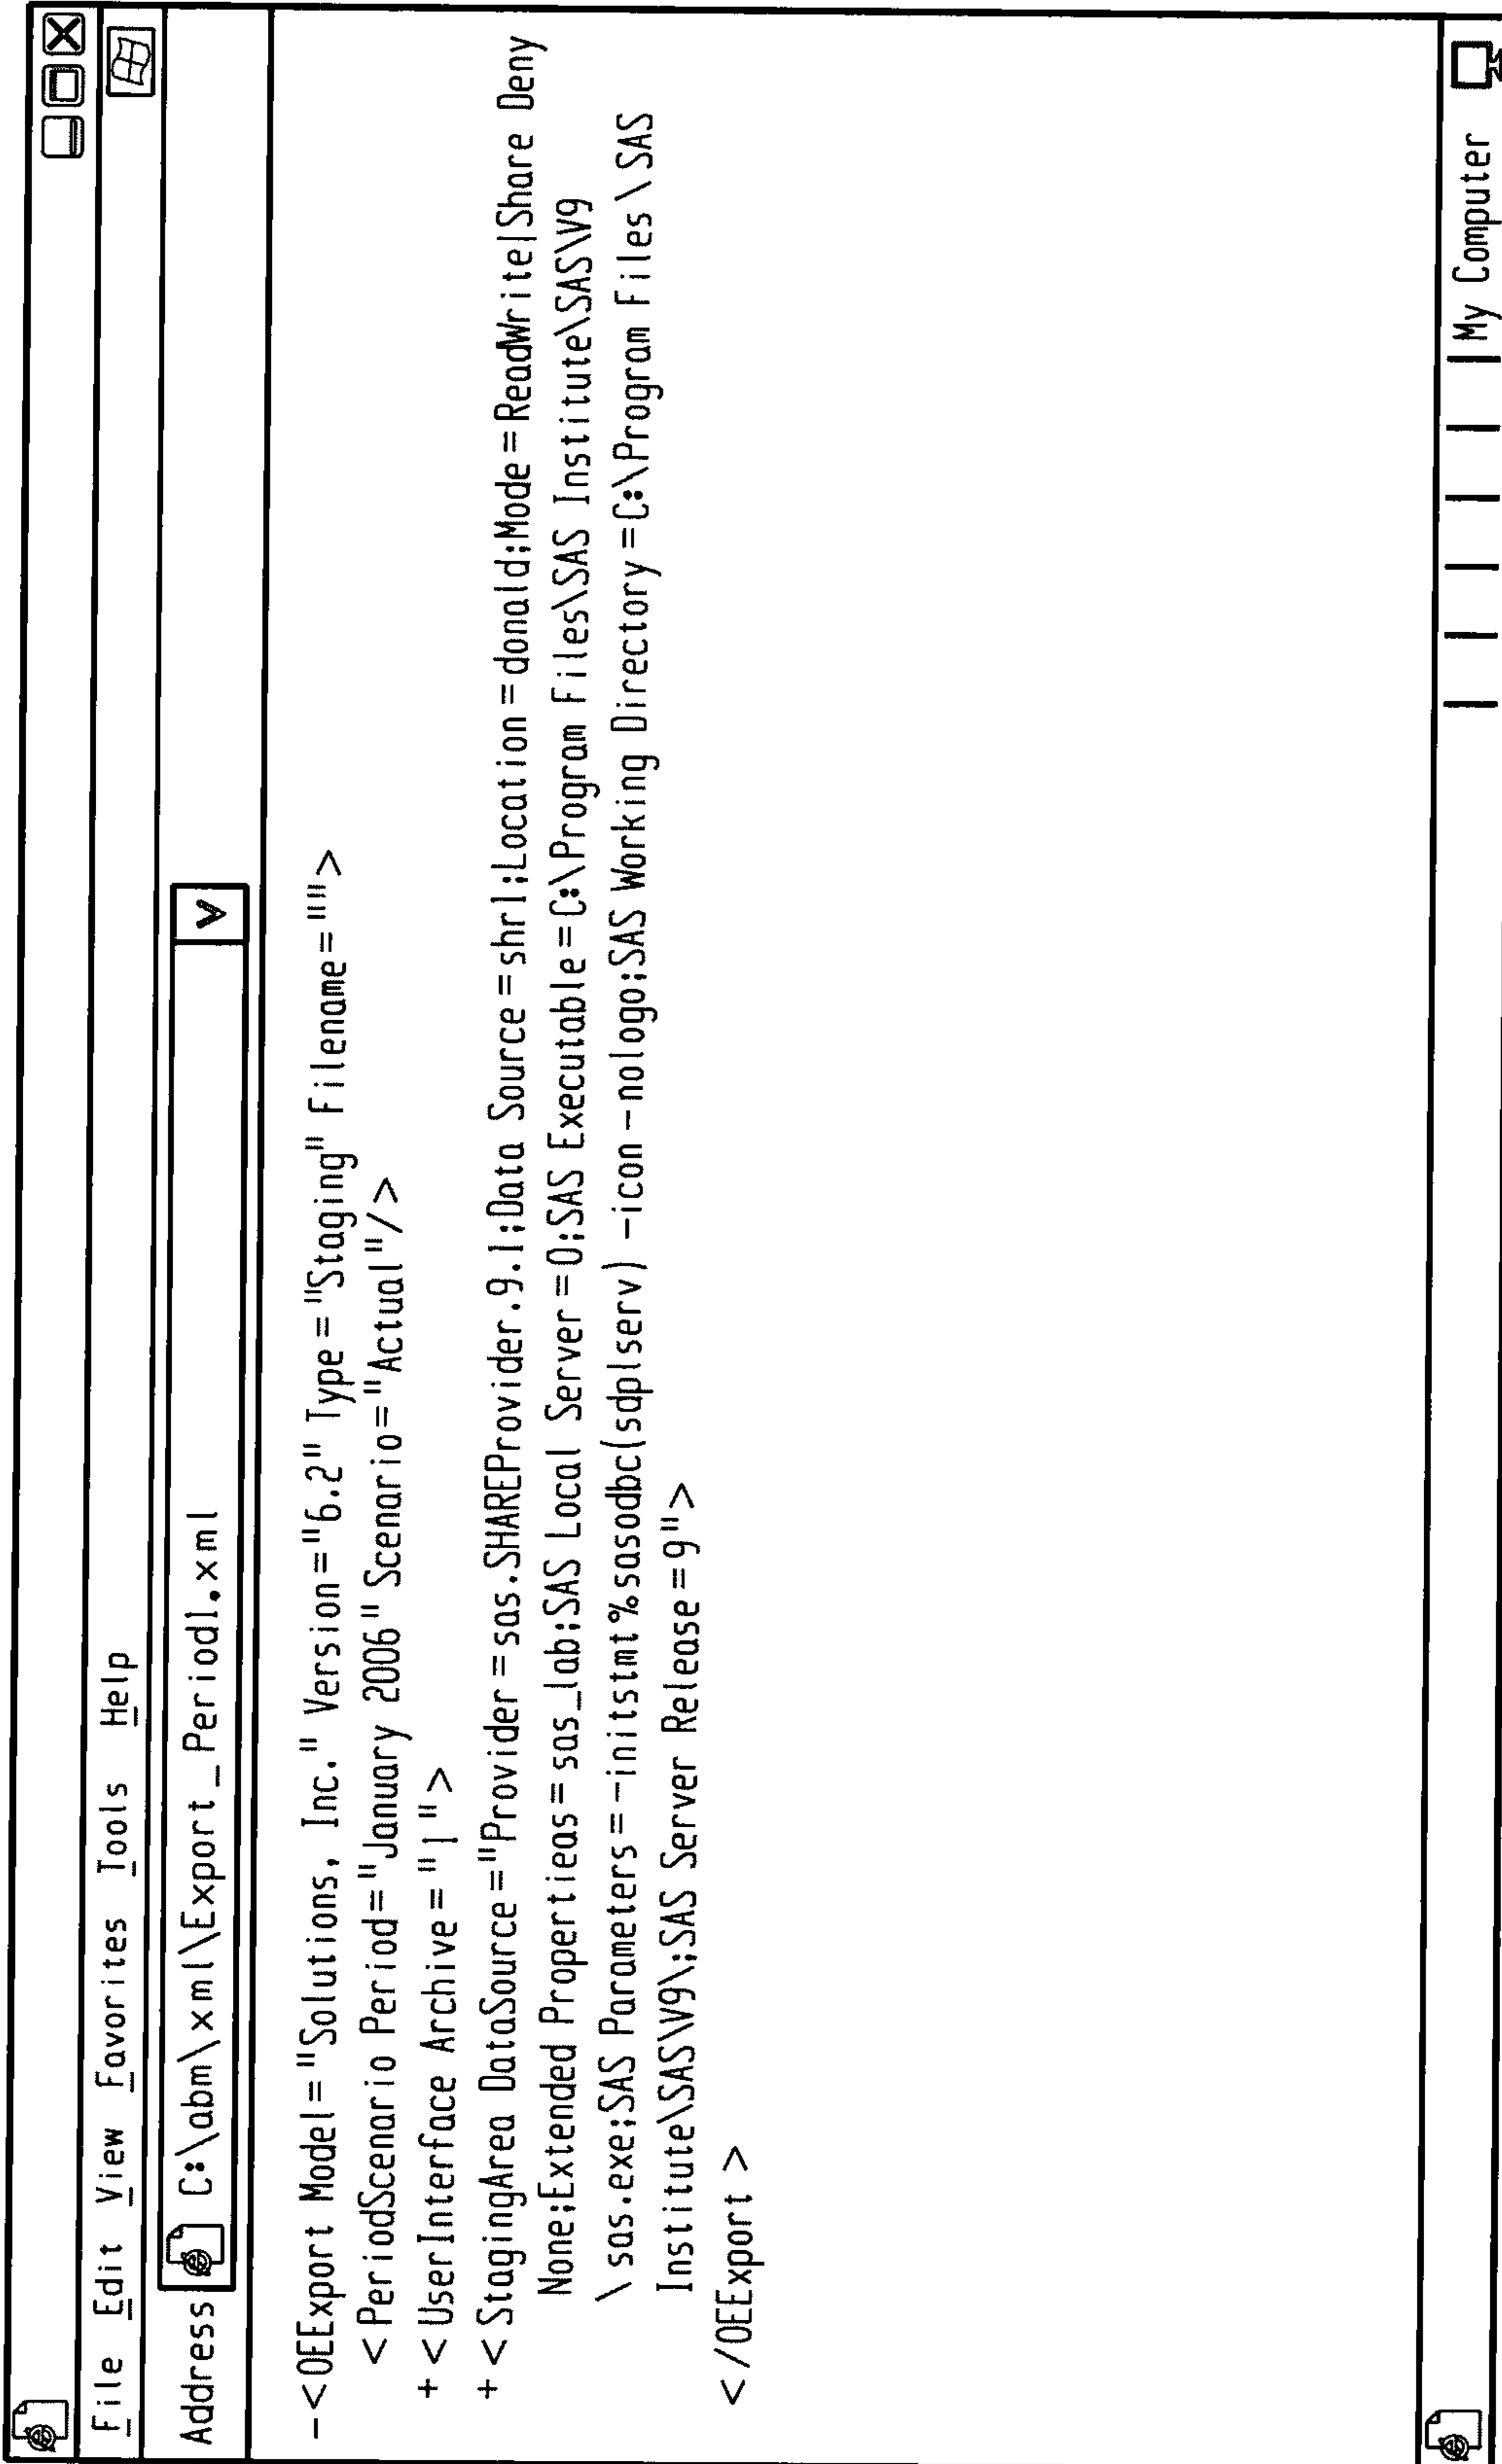 File Edit View Favorites Tools Help
Address C:\abm\xml\Export_Period1.xml
-<OEExport Model="Solutions, Inc." Version="6.2" Type="Staging" Filename="">
<PeriodScenario Period="January 2006" Scenario="Actual"/>
+<UserInterface Archive="1">
+<StagingArea DataSource="Provider=sas.SHAREProvider.9.1;Data Source=shr1;Location=donald;Mode=ReadWrite|Share Deny
None;Extended Propertieas=sas_lab;SAS Local Server=0;SAS Executable=C:\Program Files\SAS Institute\SAS\V9
\sas.exe;SAS Parameters=-initstmt%sasodbc(sdplserv) -icon-nologo;SAS Working Directory=C:\Program Files\SAS
Institute\SAS\V9\;SAS Server Release=9">
</OEExport>
My Computer